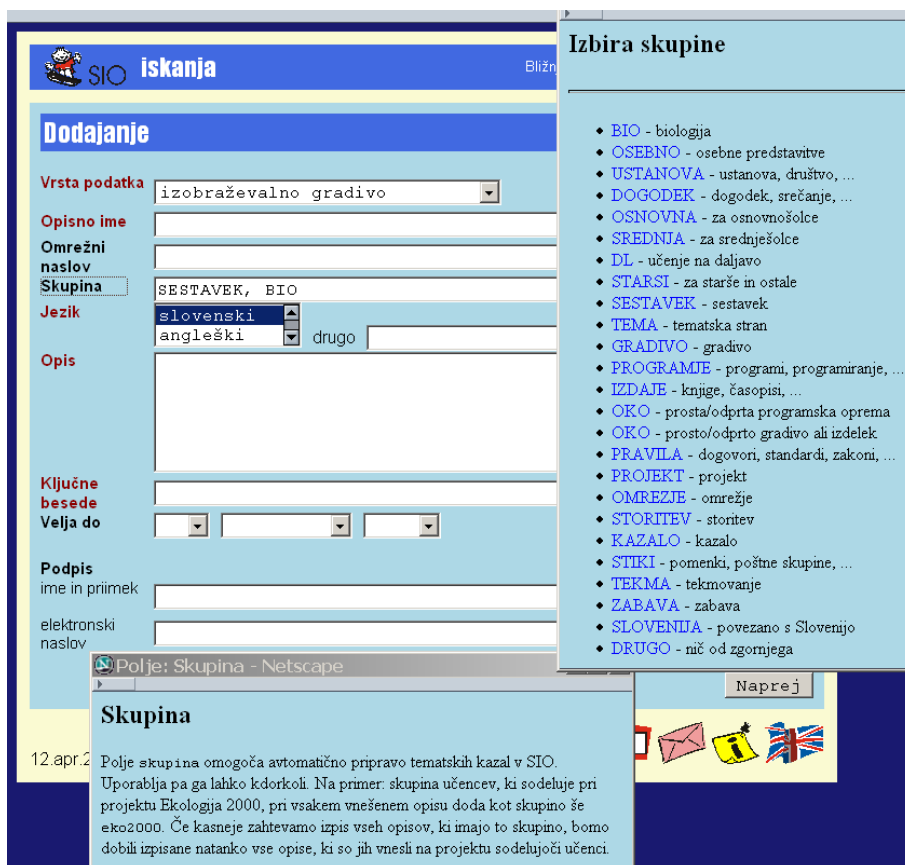 SIO iskanja
Dodajanje
Vrsta podatka
izobraževalno gradivo
Opisno ime
Omrežni
naslov
Skupina
SESTAVEK, BIO
Jezik
slovenski
angleški
drugo
Opis
Ključne
besede
Velja do
Podpis
ime in priimek
elektronski
naslov
Naprej
Izbira skupine
BIO - biologija
OSEBNO - osebne predstavitve
USTANOVA - ustanova, društvo, ...
DOGODEK - dogodek, srečanje, ...
OSNOVNA - za osnovnošolce
SREDNJA - za srednješolce
DL - učenje na daljavo
STARSI - za starše in ostale
SESTAVEK - sestavek
TEMA - tematska stran
GRADIVO - gradivo
PROGRAMJE - programi, programiranje, ...
IZDAJE - knjige, časopisi, ...
OKO - prosta/odprta programska oprema
OKO - prosto/odprto gradivo ali izdelek
PRAVILA - dogovori, standardi, zakoni, ...
PROJEKT - projekt
OMREZJE - omrežje
STORITEV - storitev
KAZALO - kazalo
STIKI - pomenki, poštne skupine, ...
TEKMA - tekmovanje
ZABAVA - zabava
SLOVENIJA - povezano s Slovenijo
DRUGO - nič od zgornjega
Polje: Skupina - Netscape
Skupina
Polje skupina omogoča avtomatično pripravo tematskih kazal v SIO.
Uporablja pa ga lahko kdorkoli. Na primer: skupina učencev, ki sodeluje pri
projektu Ekologija 2000, pri vsakem vnešenem opisu doda kot skupino še
eko2000. Če kasneje zahtevamo izpis vseh opisov, ki imajo to skupino, bomo
dobili izpisane natanko vse opise, ki so jih vnesli na projektu sodelujoči učenci.
12.apr.2